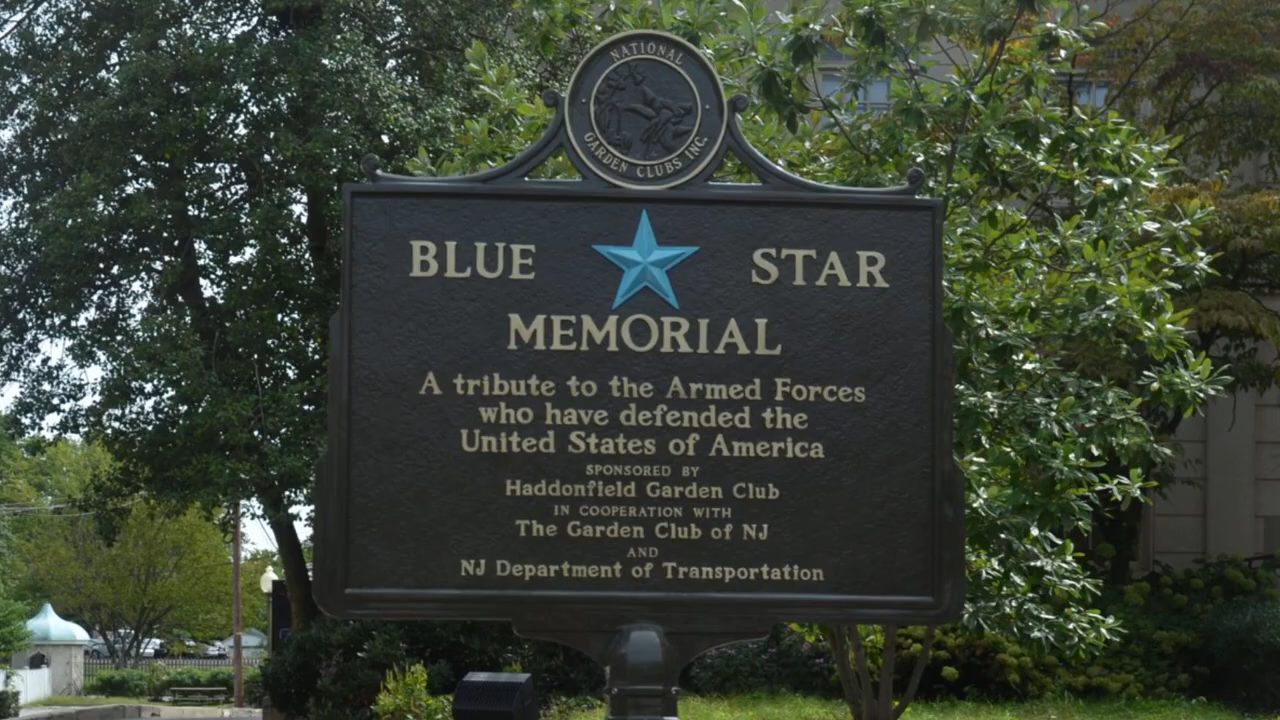 NATIONAL
GARDEN CLUBS INC.
BLUE STAR
MEMORIAL
A tribute to the Armed Forces
who have defended the
United States of America
SPONSORED BY
Haddonfield Garden Club
IN COOPERATION WITH
The Garden Club of NJ
AND
NJ Department of Transportation